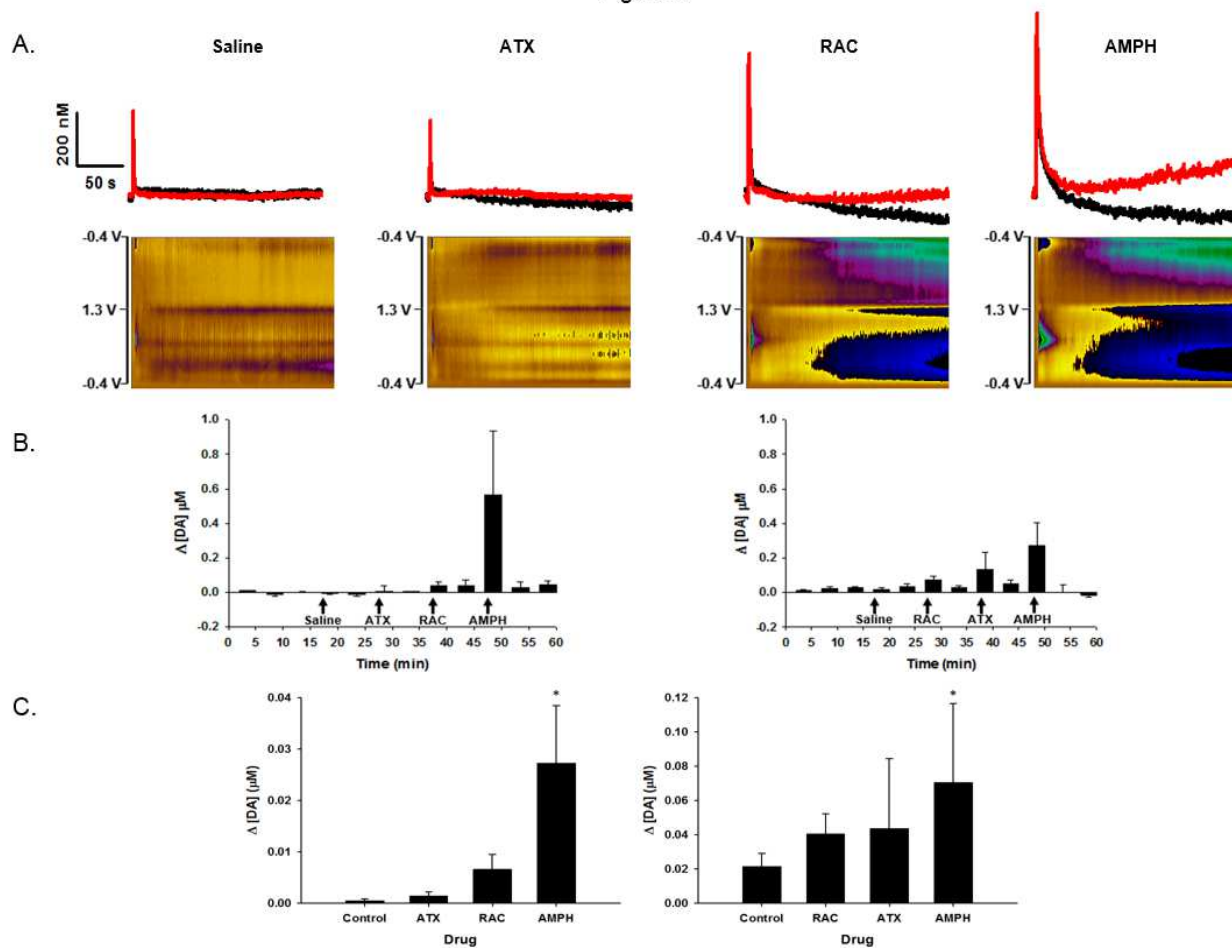 A.
Saline ATX RAC AMPH
200 nM
50 s
-0.4 V -0.4 V -0.4 V -0.4 V
1.3 V 1.3 V 1.3 V 1.3 V
-0.4 V -0.4 V -0.4 V -0.4 V
B.
Δ [DA] µM
1.0
0.8
0.6
0.4
0.2
0.0
-0.2
Saline ATX RAC AMPH
0 5 10 15 20 25 30 35 40 45 50 55 60
Time (min)
Δ [DA] µM
1.0
0.8
0.6
0.4
0.2
0.0
-0.2
Saline RAC ATX AMPH
0 5 10 15 20 25 30 35 40 45 50 55 60
Time (min)
C.
Δ [DA] (µM)
0.04
0.03
0.02
0.01
0.00
*
Control ATX RAC AMPH
Drug
Δ [DA] (µM)
0.12
0.10
0.08
0.06
0.04
0.02
0.00
*
Control RAC ATX AMPH
Drug